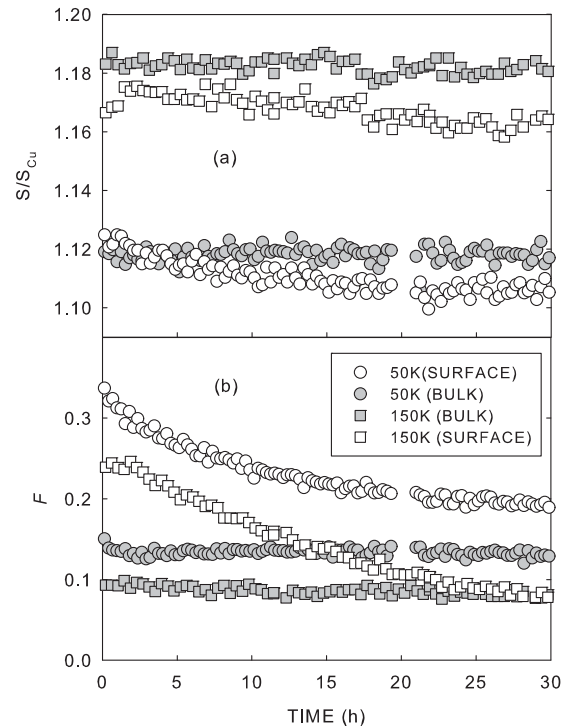 1.20
1.18
1.16
1.14
1.12
1.10
S/S_Cu
(a)
(b)
50K(SURFACE)
50K (BULK)
150K (BULK)
150K (SURFACE)
0.3
0.2
0.1
0.0
F
0 5 10 15 20 25 30
TIME (h)